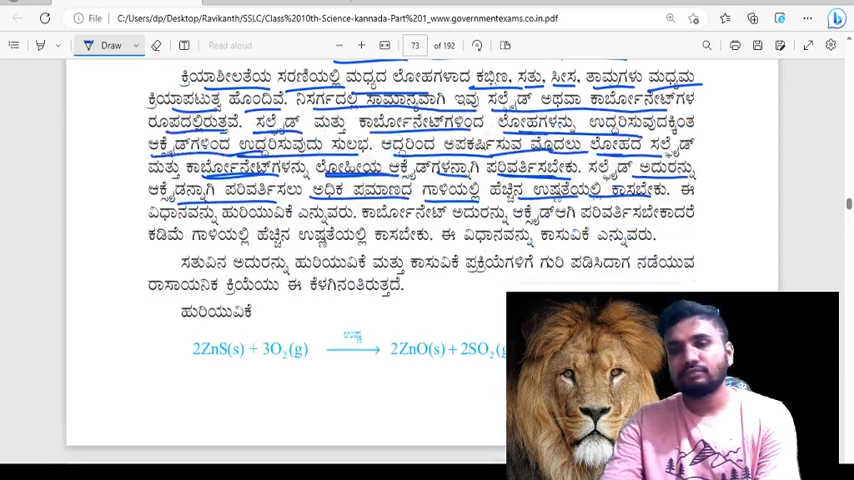 File | C:/Users/dp/Desktop/Ravikanth/SSLC/Class%2010th-Science-kannada-Part%201_www.governmentexams.co.in.pdf
Draw
Read aloud
73 of 192
ಕ್ರಿಯಾಶೀಲತೆಯ ಸರಣಿಯಲ್ಲಿ ಮಧ್ಯದ ಲೋಹಗಳಾದ ಕಬ್ಬಿಣ, ಸತು, ಸೀಸ, ತಾಮ್ರಗಳು ಮಧ್ಯಮ
ಕ್ರಿಯಾಪಟುತ್ವ ಹೊಂದಿವೆ. ನಿಸರ್ಗದಲ್ಲಿ ಸಾಮಾನ್ಯವಾಗಿ ಇವು ಸಲ್ಫೈಡ್ ಅಥವಾ ಕಾರ್ಬೋನೇಟ್‌ಗಳ
ರೂಪದಲ್ಲಿರುತ್ತವೆ. ಸಲ್ಫೈಡ್ ಮತ್ತು ಕಾರ್ಬೋನೇಟ್‌ಗಳಿಂದ ಲೋಹಗಳನ್ನು ಉದ್ಧರಿಸುವುದಕ್ಕಿಂತ
ಆಕ್ಸೈಡ್‌ಗಳಿಂದ ಉದ್ಧರಿಸುವುದು ಸುಲಭ. ಆದ್ದರಿಂದ ಅಪಕರ್ಷಿಸುವ ಮೊದಲು ಲೋಹದ ಸಲ್ಫೈಡ್
ಮತ್ತು ಕಾರ್ಬೋನೇಟ್‌ಗಳನ್ನು ಲೋಹೀಯ ಆಕ್ಸೈಡ್‌ಗಳನ್ನಾಗಿ ಪರಿವರ್ತಿಸಬೇಕು. ಸಲ್ಫೈಡ್ ಅದುರನ್ನು
ಆಕ್ಸೈಡನ್ನಾಗಿ ಪರಿವರ್ತಿಸಲು ಅಧಿಕ ಪ್ರಮಾಣದ ಗಾಳಿಯಲ್ಲಿ ಹೆಚ್ಚಿನ ಉಷ್ಣತೆಯಲ್ಲಿ ಕಾಸಬೇಕು. ಈ
ವಿಧಾನವನ್ನು ಹುರಿಯುವಿಕೆ ಎನ್ನುವರು. ಕಾರ್ಬೋನೇಟ್ ಅದುರನ್ನು ಆಕ್ಸೈಡ್‌ಆಗಿ ಪರಿವರ್ತಿಸಬೇಕಾದರೆ
ಕಡಿಮೆ ಗಾಳಿಯಲ್ಲಿ ಹೆಚ್ಚಿನ ಉಷ್ಣತೆಯಲ್ಲಿ ಕಾಸಬೇಕು. ಈ ವಿಧಾನವನ್ನು ಕಾಸುವಿಕೆ ಎನ್ನುವರು.
ಸತುವಿನ ಅದುರನ್ನು ಹುರಿಯುವಿಕೆ ಮತ್ತು ಕಾಸುವಿಕೆ ಪ್ರಕ್ರಿಯೆಗಳಿಗೆ ಗುರಿ ಪಡಿಸಿದಾಗ ನಡೆಯುವ
ರಾಸಾಯನಿಕ ಕ್ರಿಯೆಯು ಈ ಕೆಳಗಿನಂತಿರುತ್ತದೆ.
ಹುರಿಯುವಿಕೆ
ಉಷ್ಣ
2ZnS(s) + 3O₂(g) ⟶ 2ZnO(s) + 2SO₂(g